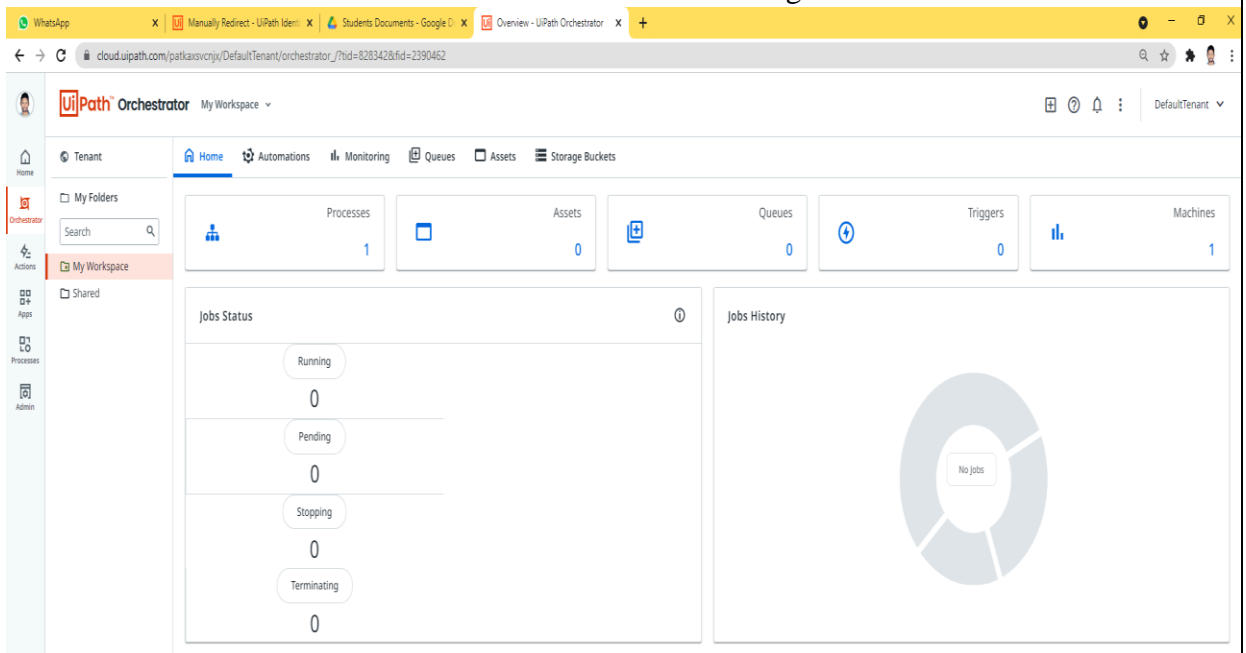 WhatsApp X Manually Redirect - UiPath Identi X Students Documents - Google D X Overview - UiPath Orchestrator X +
cloud.uipath.com/patkaxsvcnjx/DefaultTenant/orchestrator_/?tid=828342&fid=2390462
UiPath Orchestrator My Workspace DefaultTenant
Home
Orchestrator
Actions
Apps
Processes
Admin
Tenant
My Folders
Search
My Workspace
Shared
Home Automations Monitoring Queues Assets Storage Buckets
Processes
1
Assets
0
Queues
0
Triggers
0
Machines
1
Jobs Status
Running
0
Pending
0
Stopping
0
Terminating
0
Jobs History
No Jobs